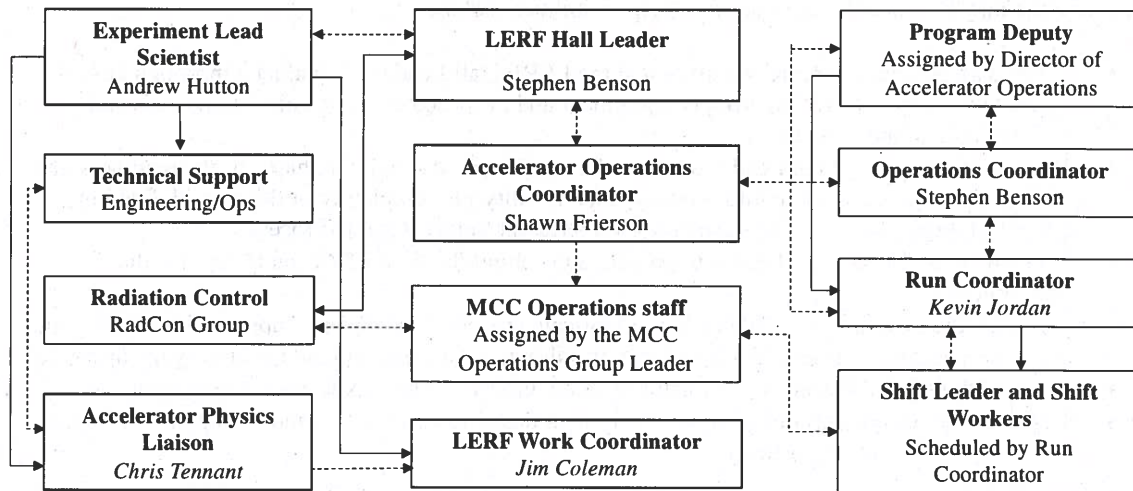 Experiment Lead
Scientist
Andrew Hutton
LERF Hall Leader
Stephen Benson
Program Deputy
Assigned by Director of
Accelerator Operations
Technical Support
Engineering/Ops
Accelerator Operations
Coordinator
Shawn Frierson
Operations Coordinator
Stephen Benson
Radiation Control
RadCon Group
MCC Operations staff
Assigned by the MCC
Operations Group Leader
Run Coordinator
Kevin Jordan
Accelerator Physics
Liaison
Chris Tennant
LERF Work Coordinator
Jim Coleman
Shift Leader and Shift
Workers
Scheduled by Run
Coordinator